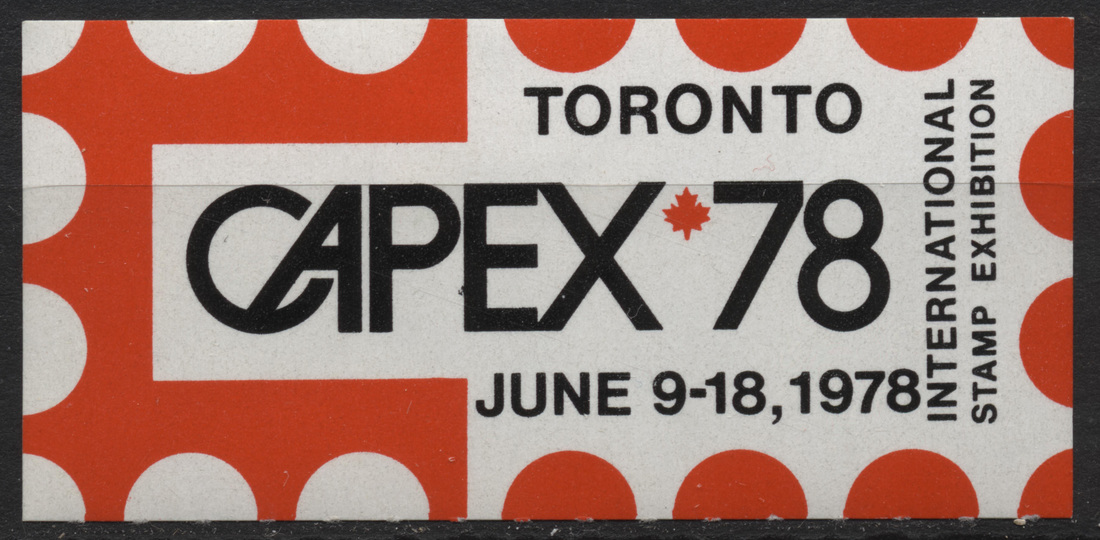 TORONTO
CAPEX '78
JUNE 9-18, 1978
INTERNATIONAL
STAMP EXHIBITION